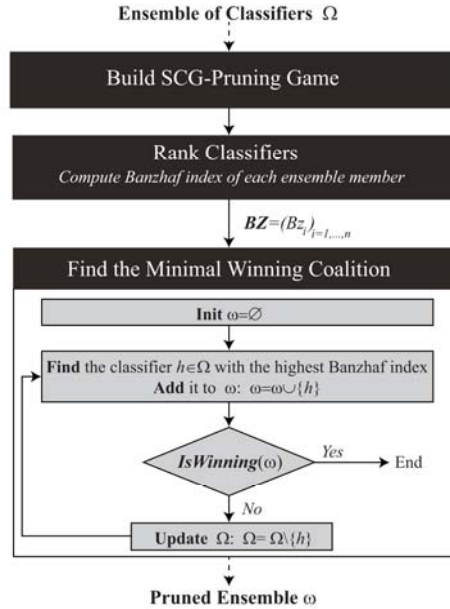 Ensemble of Classifiers Ω
Build SCG-Pruning Game
Rank Classifiers
Compute Banzhaf index of each ensemble member
BZ=(Bz_i)_{i=1,...,n}
Find the Minimal Winning Coalition
Init ω=∅
Find the classifier h∈Ω with the highest Banzhaf index
Add it to ω: ω=ω∪{h}
IsWinning(ω)
Yes
End
No
Update Ω: Ω= Ω\{h}
Pruned Ensemble ω